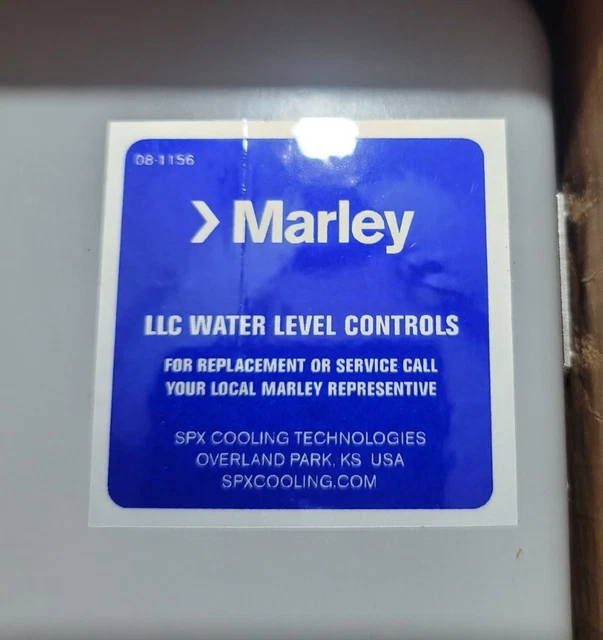 08-1156
Marley
LLC WATER LEVEL CONTROLS
FOR REPLACEMENT OR SERVICE CALL
YOUR LOCAL MARLEY REPRESENTIVE
SPX COOLING TECHNOLOGIES
OVERLAND PARK, KS USA
SPXCOOLING.COM